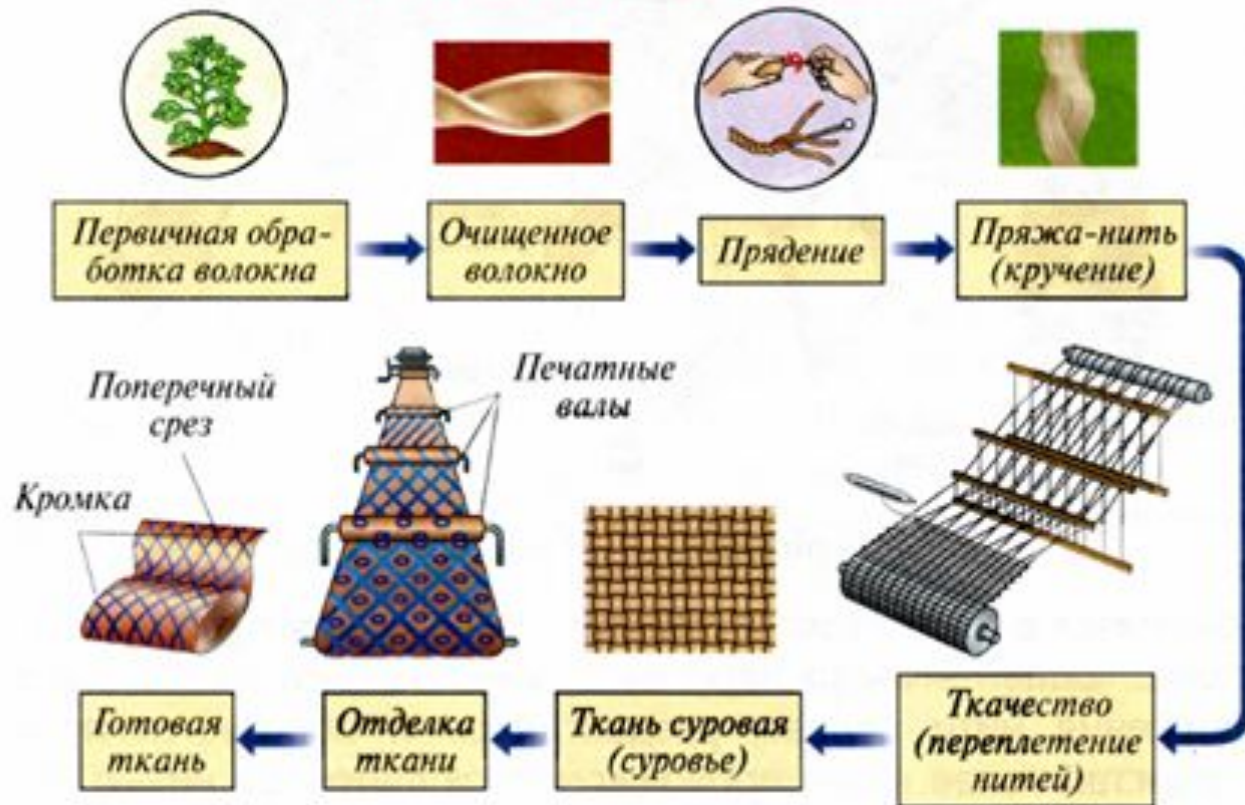 Первичная обра-
ботка волокна
Очищенное
волокно
Прядение
Пряжа-нить
(кручение)
Поперечный
срез
Кромка
Печатные
валы
Готовая
ткань
Отделка
ткани
Ткань суровая
(суровье)
Ткачество
(переплетение
нитей)